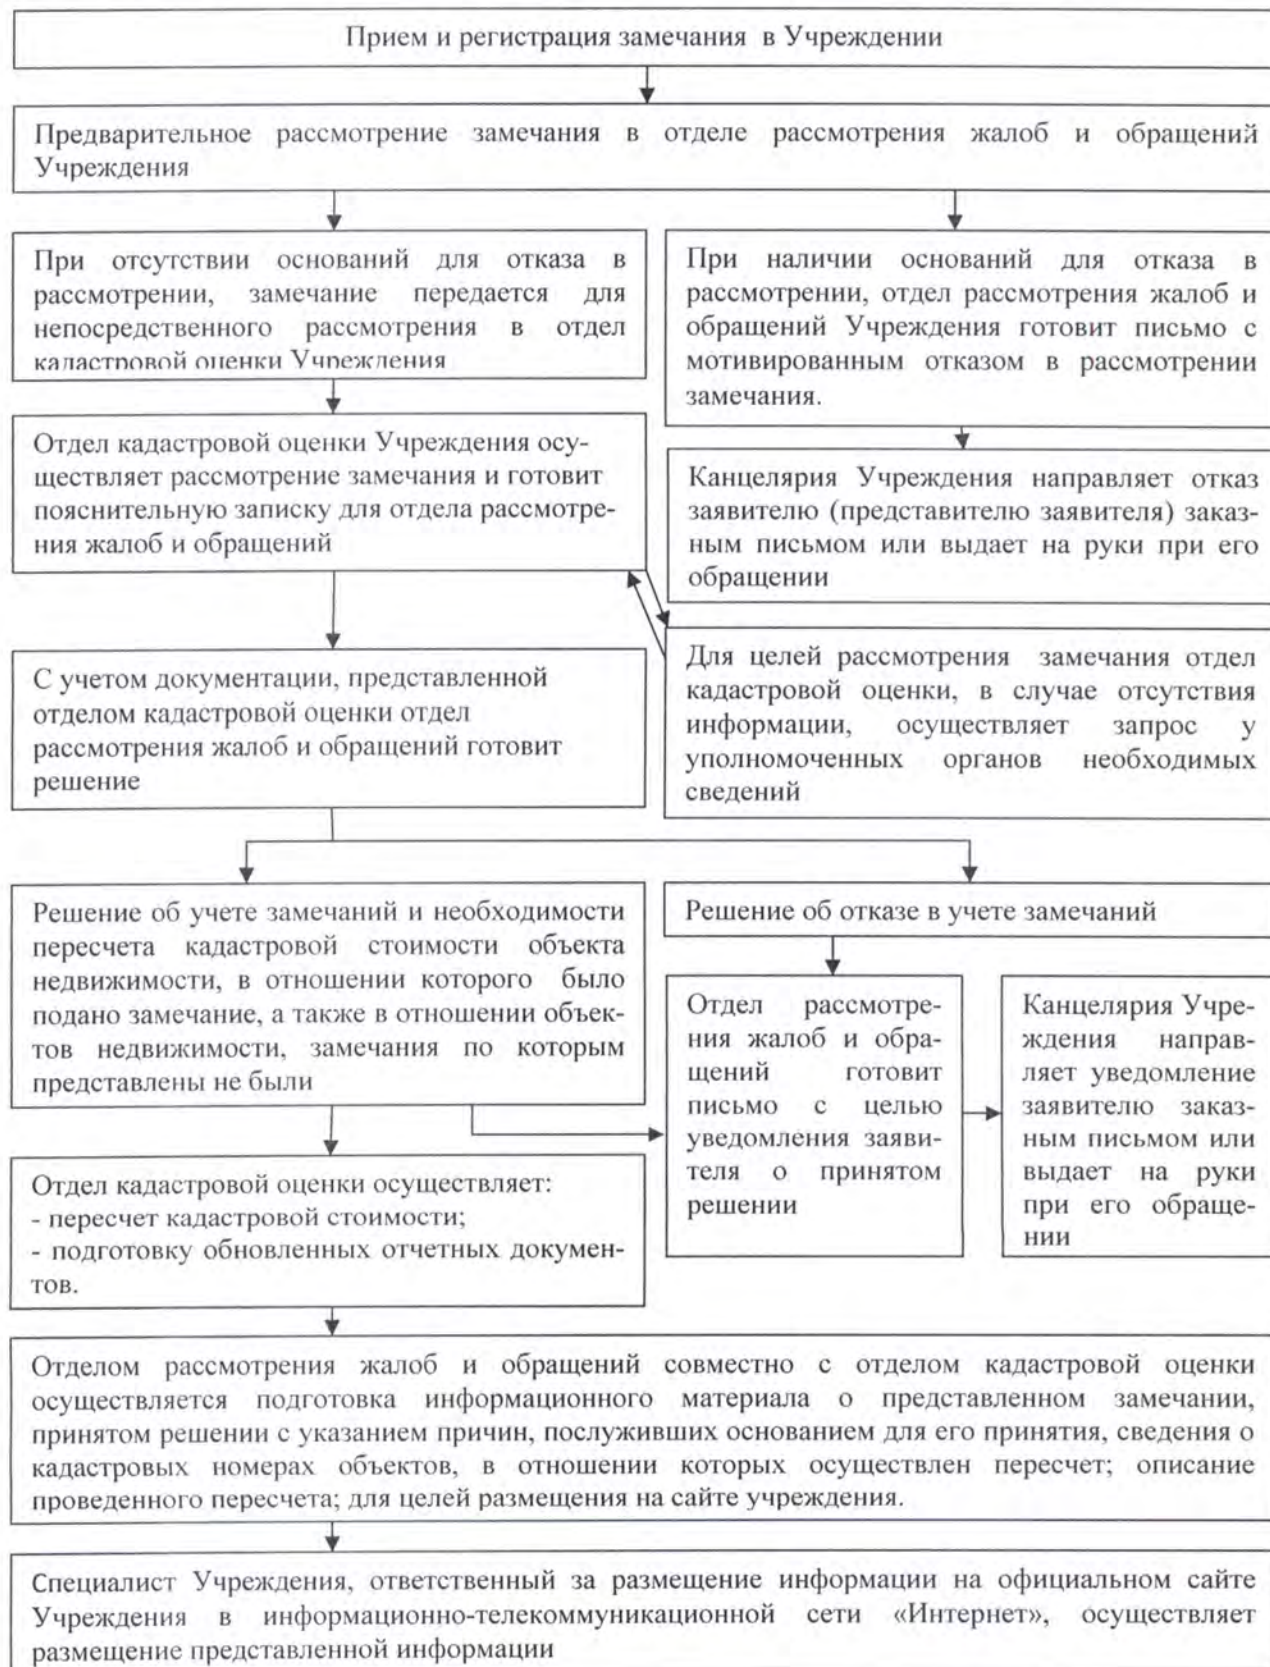 Прием и регистрация замечания в Учреждении
Предварительное рассмотрение замечания в отделе рассмотрения жалоб и обращений
Учреждения
При отсутствии оснований для отказа в
рассмотрении, замечание передается для
непосредственного рассмотрения в отдел
кадастровой оценки Учреждения
При наличии оснований для отказа в
рассмотрении, отдел рассмотрения жалоб и
обращений Учреждения готовит письмо с
мотивированным отказом в рассмотрении
замечания.
Отдел кадастровой оценки Учреждения осу-
ществляет рассмотрение замечания и готовит
пояснительную записку для отдела рассмотре-
ния жалоб и обращений
Канцелярия Учреждения направляет отказ
заявителю (представителю заявителя) заказ-
ным письмом или выдает на руки при его
обращении
Для целей рассмотрения замечания отдел
кадастровой оценки, в случае отсутствия
информации, осуществляет запрос у
уполномоченных органов необходимых
сведений
С учетом документации, представленной
отделом кадастровой оценки отдел
рассмотрения жалоб и обращений готовит
решение
Решение об учете замечаний и необходимости
пересчета кадастровой стоимости объекта
недвижимости, в отношении которого было
подано замечание, а также в отношении объек-
тов недвижимости, замечания по которым
представлены не были
Решение об отказе в учете замечаний
Отдел рассмотре-
ния жалоб и обра-
щений готовит
письмо с целью
уведомления заяви-
теля о принятом
решении
Канцелярия Учре-
ждения направ-
ляет уведомление
заявителю заказ-
ным письмом или
выдает на руки
при его обраще-
нии
Отдел кадастровой оценки осуществляет:
- пересчет кадастровой стоимости;
- подготовку обновленных отчетных докумен-
тов.
Отделом рассмотрения жалоб и обращений совместно с отделом кадастровой оценки
осуществляется подготовка информационного материала о представленном замечании,
принятом решении с указанием причин, послуживших основанием для его принятия, сведения о
кадастровых номерах объектов, в отношении которых осуществлен пересчет; описание
проведенного пересчета; для целей размещения на сайте учреждения.
Специалист Учреждения, ответственный за размещение информации на официальном сайте
Учреждения в информационно-телекоммуникационной сети «Интернет», осуществляет
размещение представленной информации